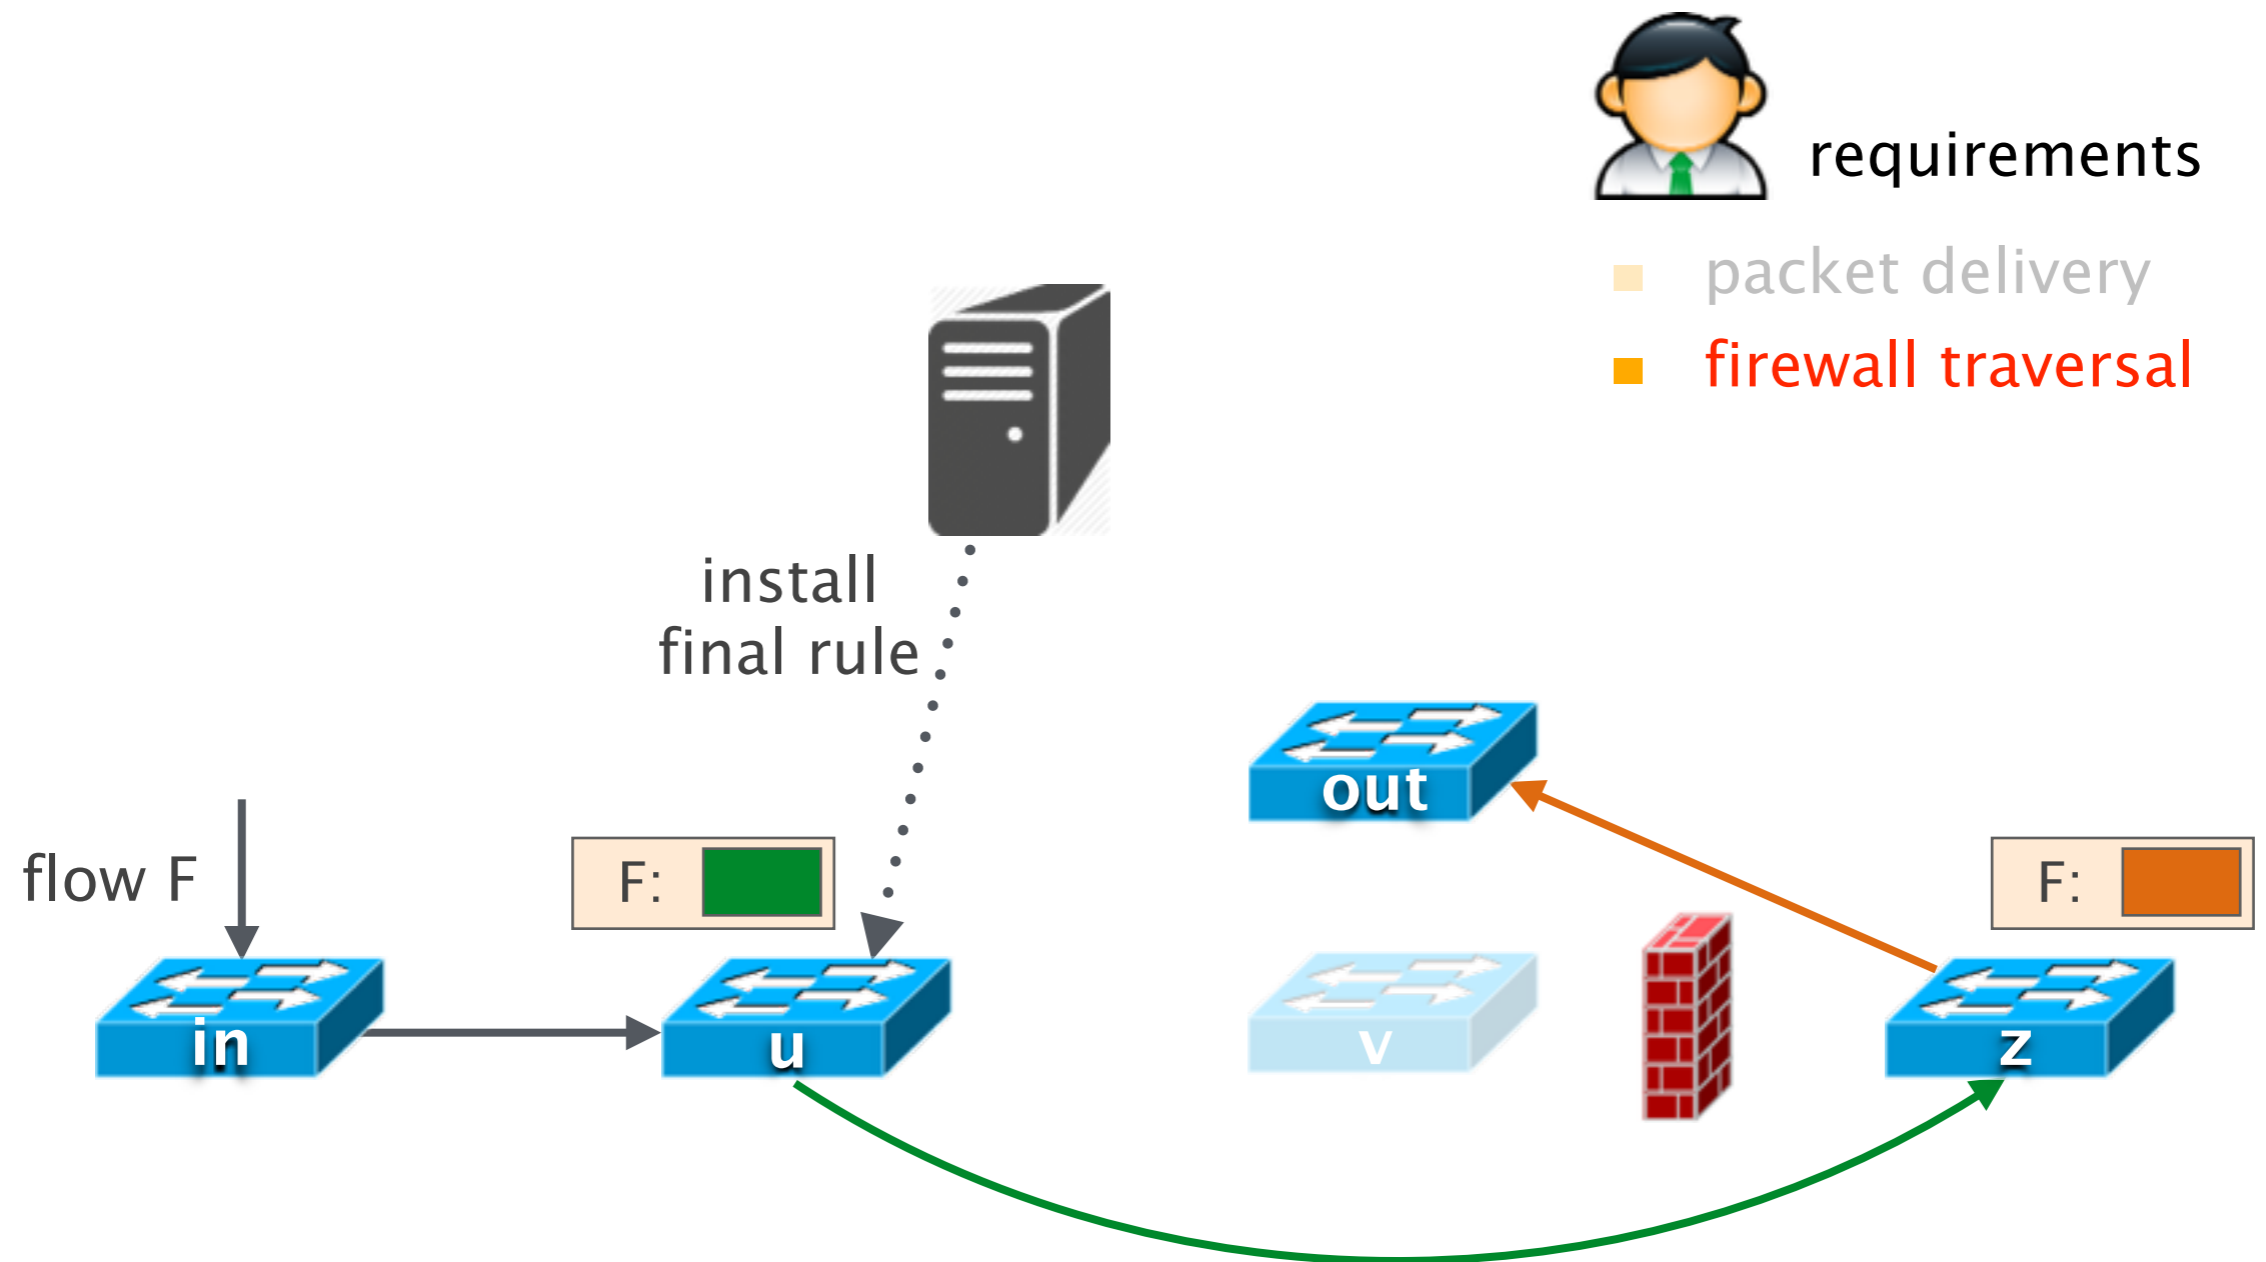 requirements
packet delivery
firewall traversal
install
final rule
out
flow F
F:
F:
in
u
v
z